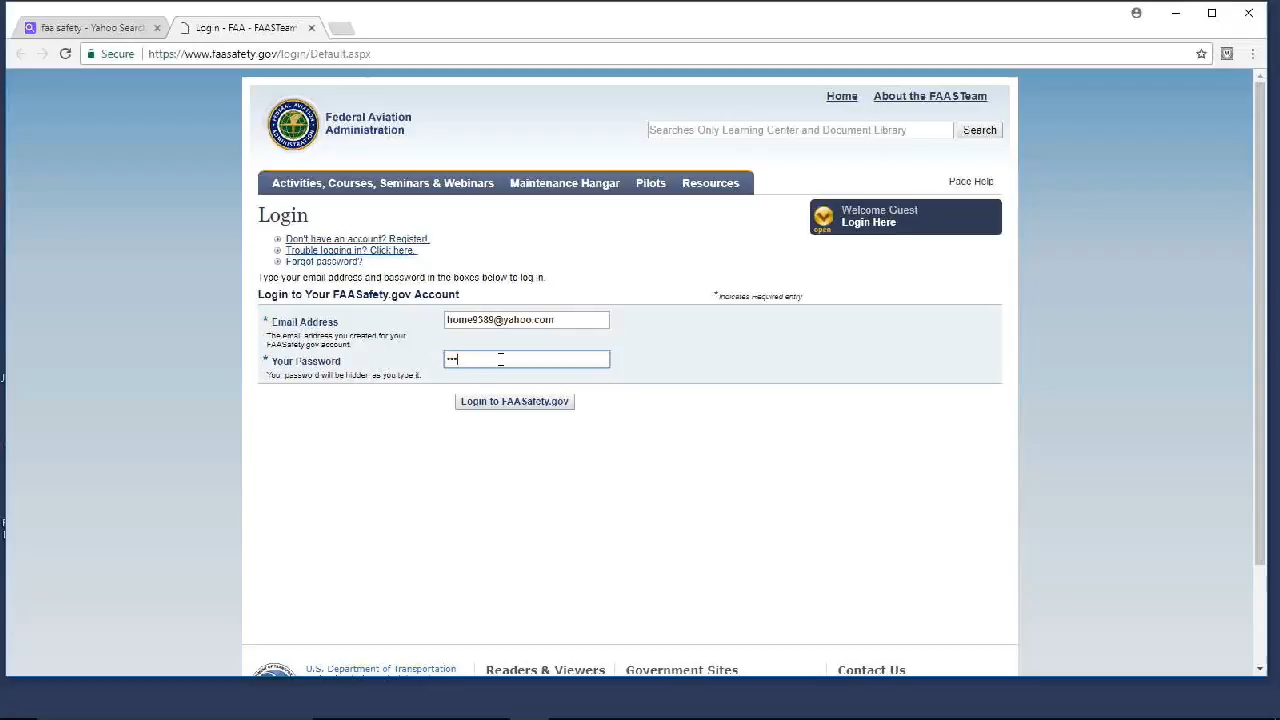 faa safety - Yahoo Search
Login - FAA - FAASTeam
Secure
https://www.faasafety.gov/login/Default.aspx
Home
About the FAASTeam
Federal Aviation
Administration
Searches Only Learning Center and Document Library
Search
Activities, Courses, Seminars & Webinars
Maintenance Hangar
Pilots
Resources
Page Help
Login
Welcome Guest
Login Here
open
Don't have an account? Register!
Trouble logging in? Click here.
Forgot password?
Type your email address and password in the boxes below to log in.
Login to Your FAASafety.gov Account
* Indicates Required entry
* Email Address
home9389@yahoo.com
The email address you created for your
FAASafety.gov account.
* Your Password
Your password will be hidden as you type it.
Login to FAASafety.gov
U.S. Department of Transportation
Readers & Viewers
Government Sites
Contact Us